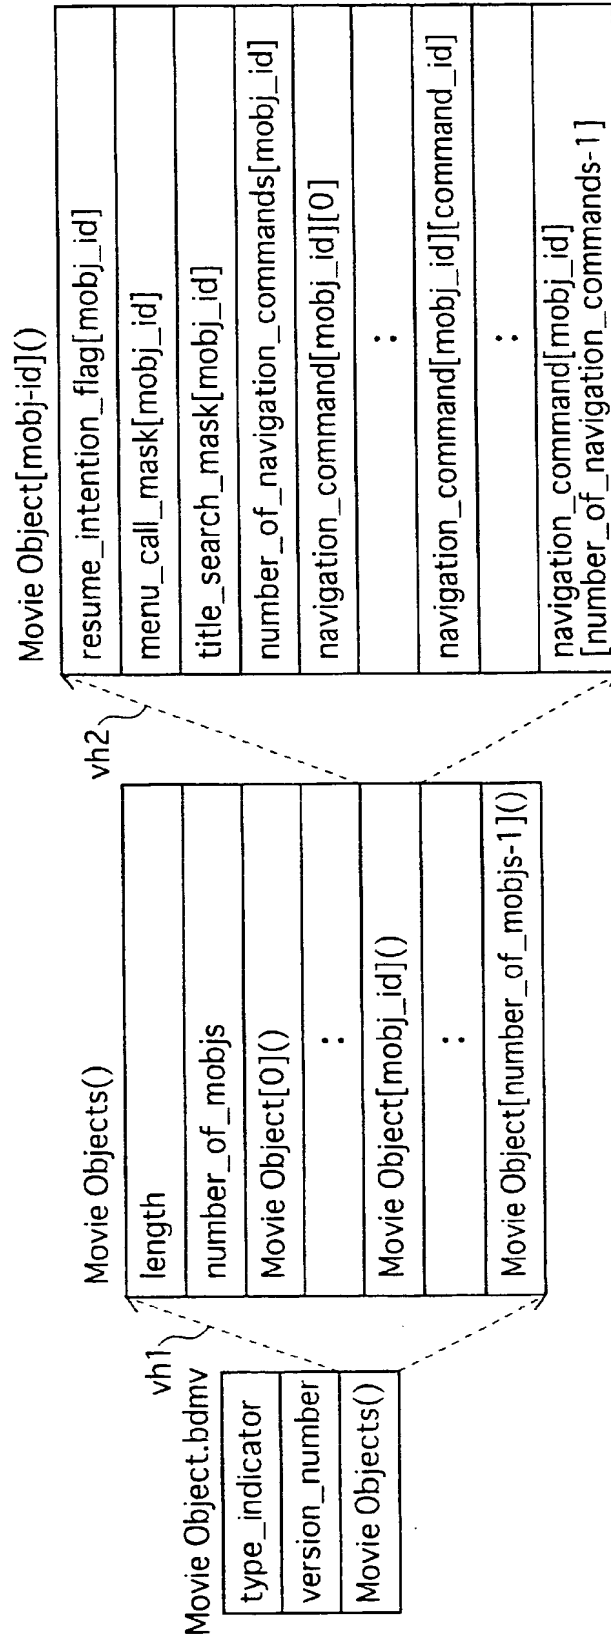 Movie Object.bdmv
type_indicator
version_number
Movie Objects()
vh1
Movie Objects()
length
number_of_mobjs
Movie Object[0]()
:
Movie Object[mobj_id]()
:
Movie Object[number_of_mobjs-1]()
vh2
Movie Object[mobj-id]()
resume_intention_flag[mobj_id]
menu_call_mask[mobj_id]
title_search_mask[mobj_id]
number_of_navigation_commands[mobj_id]
navigation_command[mobj_id][0]
:
navigation_command[mobj_id][command_id]
:
navigation_command[mobj_id]
[number_of_navigation_commands-1]